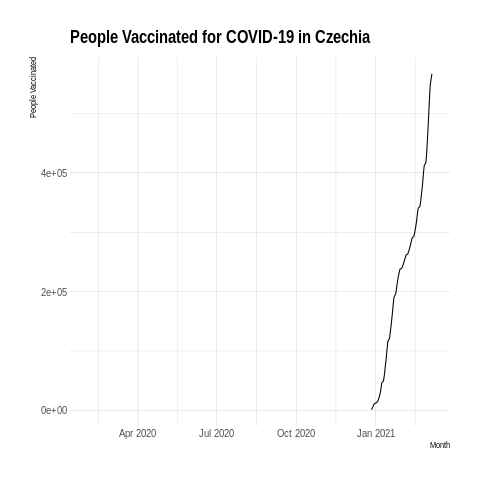 People Vaccinated for COVID-19 in Czechia
People Vaccinated
4e+05
2e+05
0e+00
Apr 2020 Jul 2020 Oct 2020 Jan 2021
Month